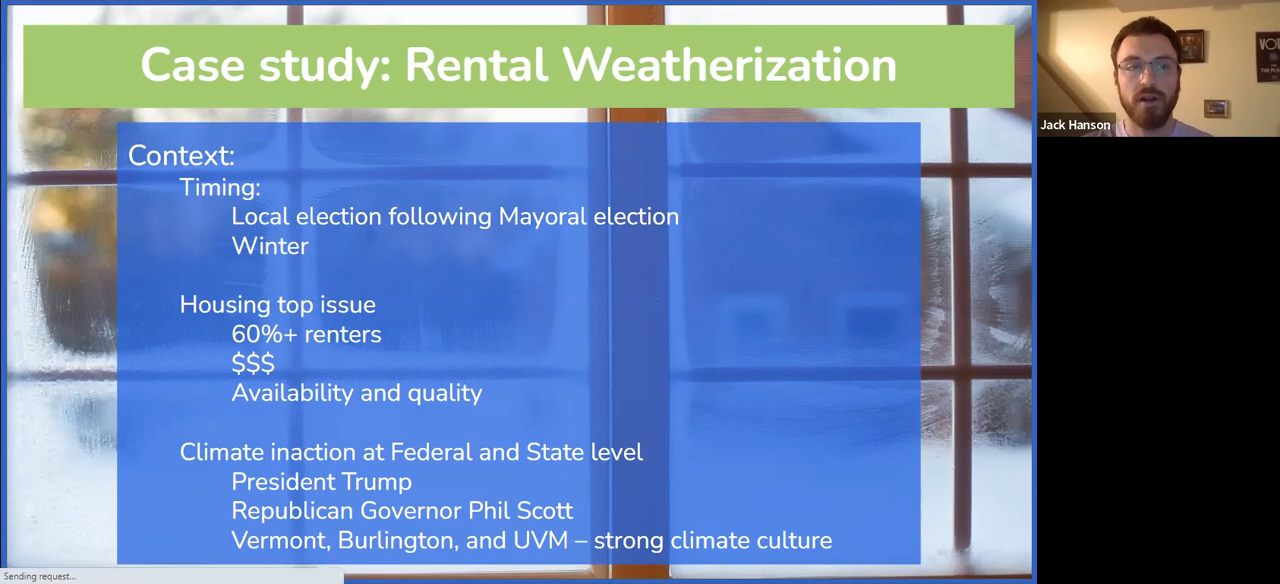 Case study: Rental Weatherization
Context:
Timing:
Local election following Mayoral election
Winter
Housing top issue
60%+ renters
$$$
Availability and quality
Climate inaction at Federal and State level
President Trump
Republican Governor Phil Scott
Vermont, Burlington, and UVM – strong climate culture
Jack Hanson
Sending request...